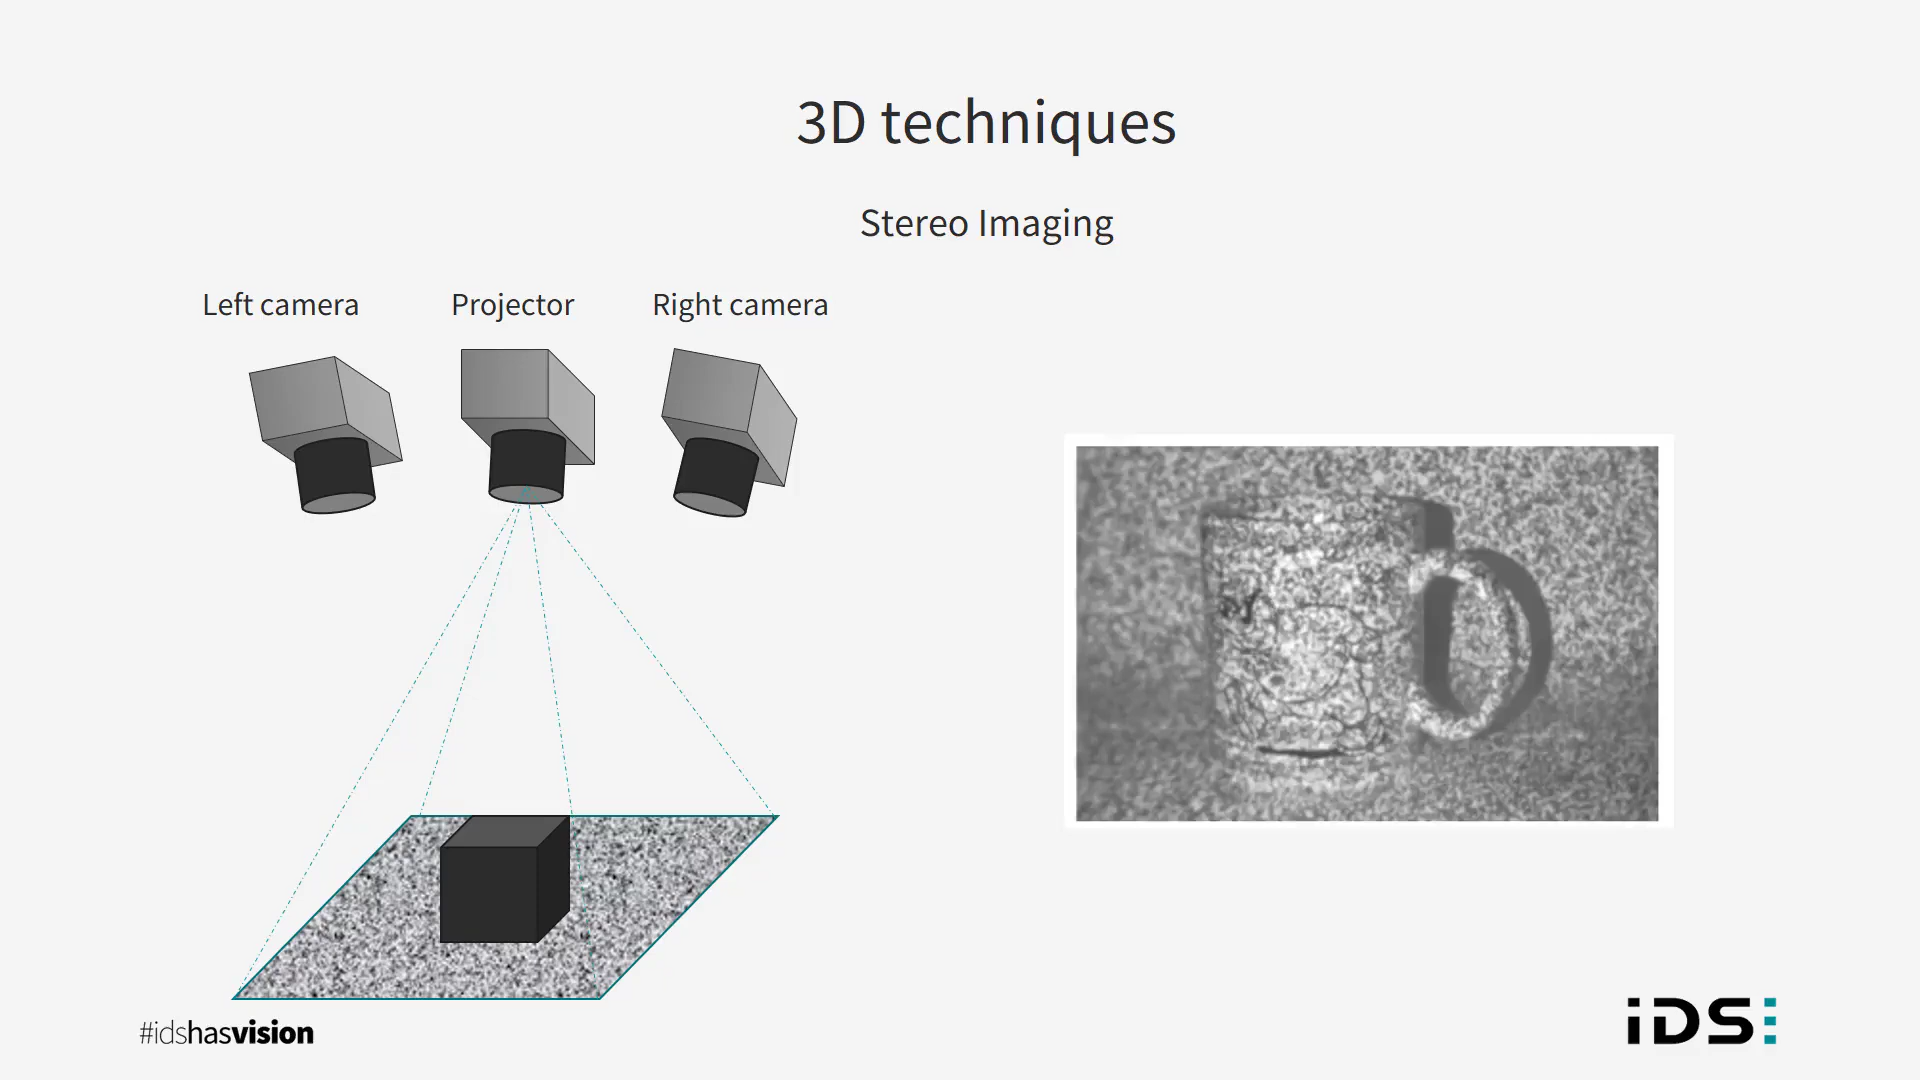 3D techniques
Stereo Imaging
Left camera
Projector
Right camera
#idshasvision
iDS